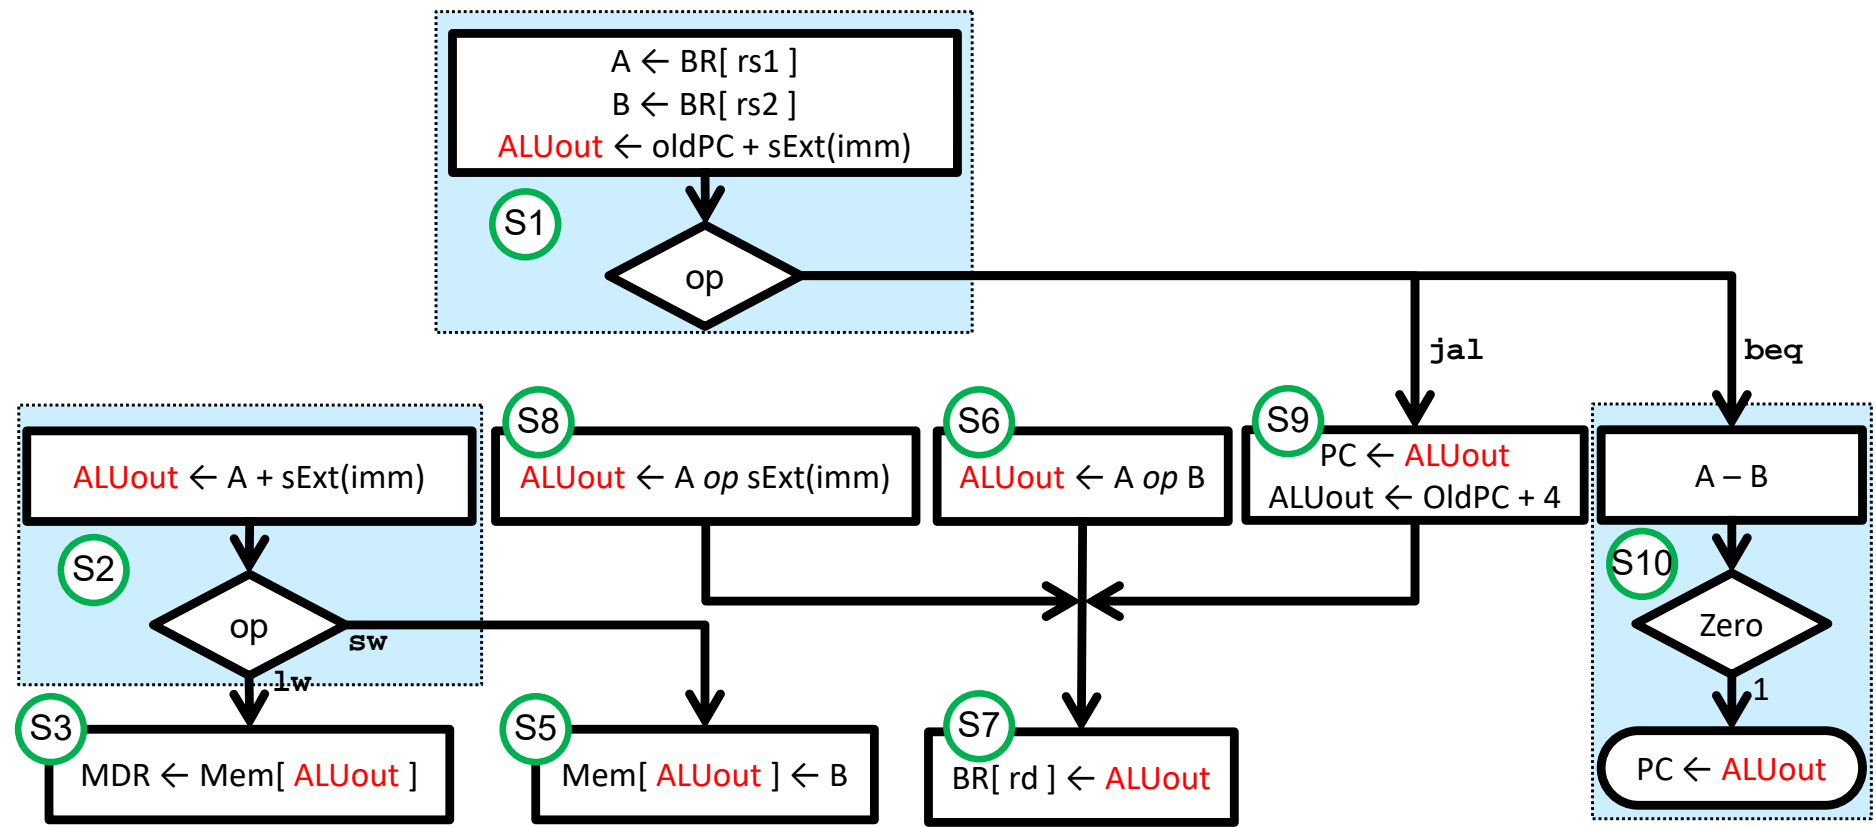 A ← BR[ rs1 ]
B ← BR[ rs2 ]
ALUout ← oldPC + sExt(imm)
S1
op
jal
beq
S8
S6
S9
ALUout ← A + sExt(imm)
ALUout ← A op sExt(imm)
ALUout ← A op B
PC ← ALUout
ALUout ← OldPC + 4
A – B
S2
S10
op
sw
lw
Zero
1
S3
S5
S7
MDR ← Mem[ ALUout ]
Mem[ ALUout ] ← B
BR[ rd ] ← ALUout
PC ← ALUout